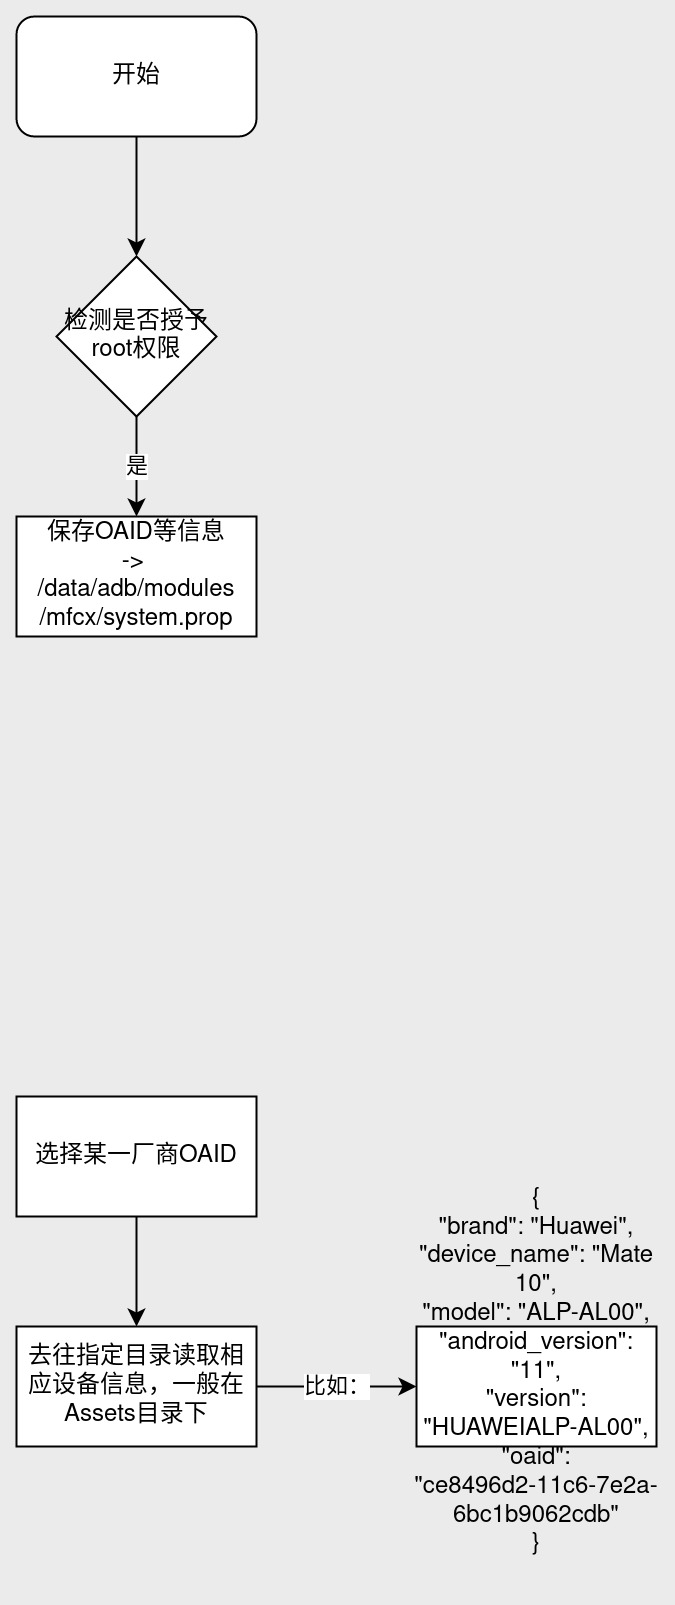 开始
检测是否授予
root权限
是
保存OAID等信息
->
/data/adb/modules
/mfcx/system.prop
选择某一厂商OAID
去往指定目录读取相
应设备信息，一般在
Assets目录下
比如：
{
"brand": "Huawei",
"device_name": "Mate
10",
"model": "ALP-AL00",
"android_version":
"11",
"version":
"HUAWEIALP-AL00",
"oaid":
"ce8496d2-11c6-7e2a-
6bc1b9062cdb"
}